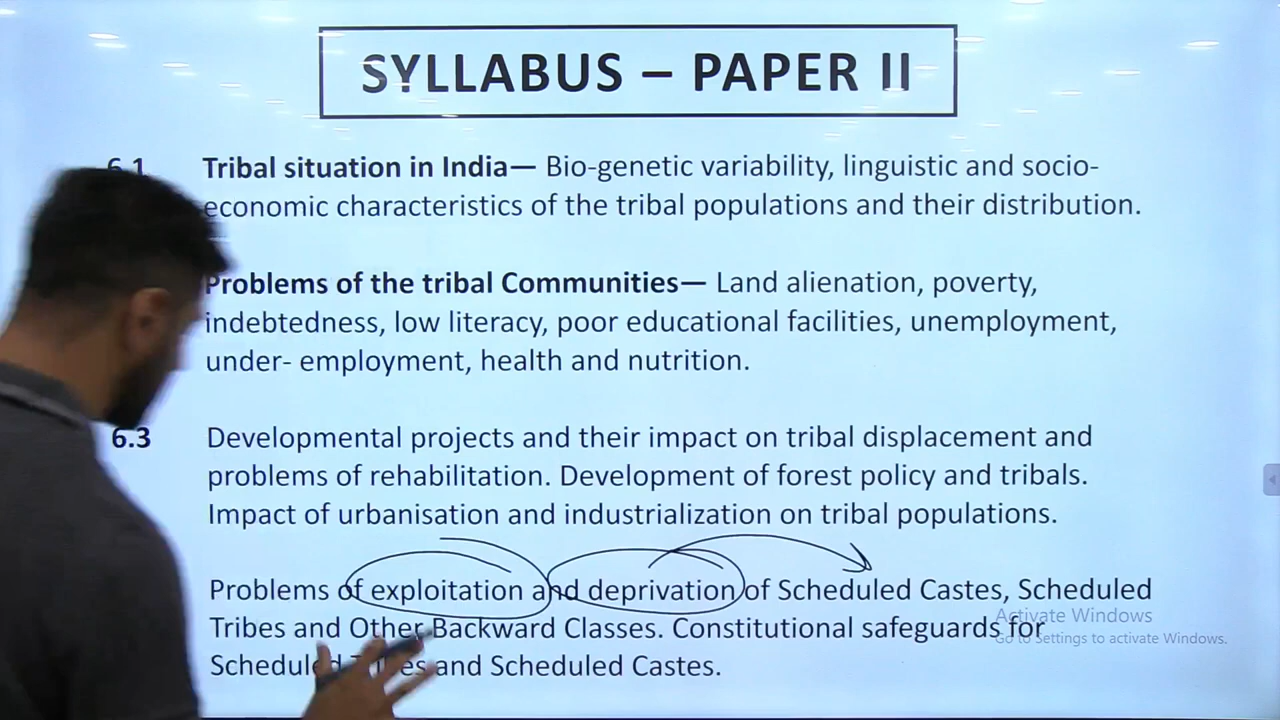 SYLLABUS – PAPER II
6.1 Tribal situation in India— Bio-genetic variability, linguistic and socio-
economic characteristics of the tribal populations and their distribution.
Problems of the tribal Communities— Land alienation, poverty,
indebtedness, low literacy, poor educational facilities, unemployment,
under- employment, health and nutrition.
6.3 Developmental projects and their impact on tribal displacement and
problems of rehabilitation. Development of forest policy and tribals.
Impact of urbanisation and industrialization on tribal populations.
Problems of exploitation and deprivation of Scheduled Castes, Scheduled
Tribes and Other Backward Classes. Constitutional safeguards for
Scheduled Tribes and Scheduled Castes.
Activate Windows
Go to Settings to activate Windows.